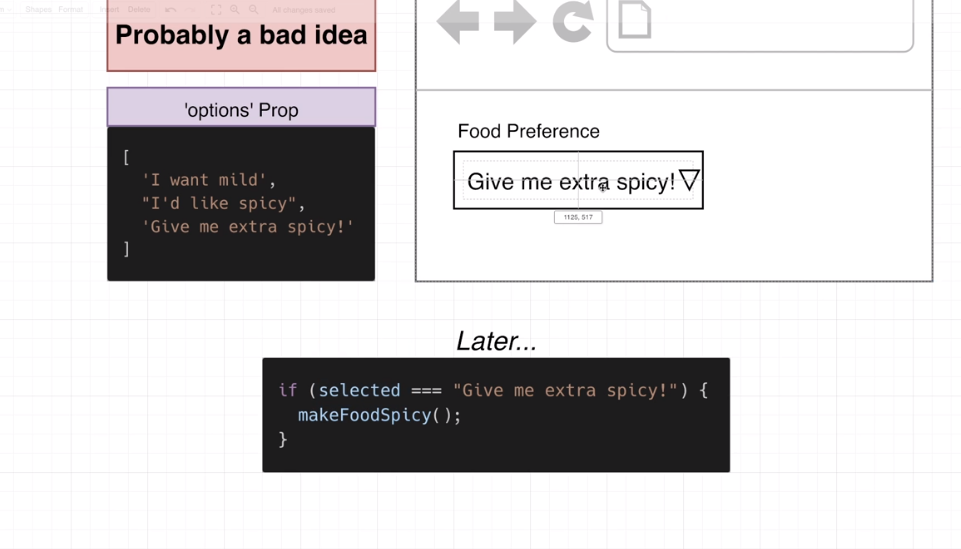 Shapes Format Insert Delete All changes saved
Probably a bad idea
'options' Prop
[
'I want mild',
"I'd like spicy",
'Give me extra spicy!'
]
Food Preference
Give me extra spicy!
1125, 517
Later...
if (selected === "Give me extra spicy!") {
makeFoodSpicy();
}